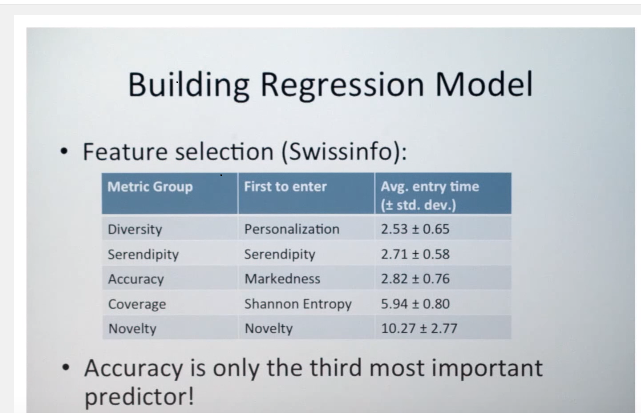 Building Regression Model
• Feature selection (Swissinfo):
Metric Group First to enter Avg. entry time
(± std. dev.)
Diversity Personalization 2.53 ± 0.65
Serendipity Serendipity 2.71 ± 0.58
Accuracy Markedness 2.82 ± 0.76
Coverage Shannon Entropy 5.94 ± 0.80
Novelty Novelty 10.27 ± 2.77
• Accuracy is only the third most important
predictor!